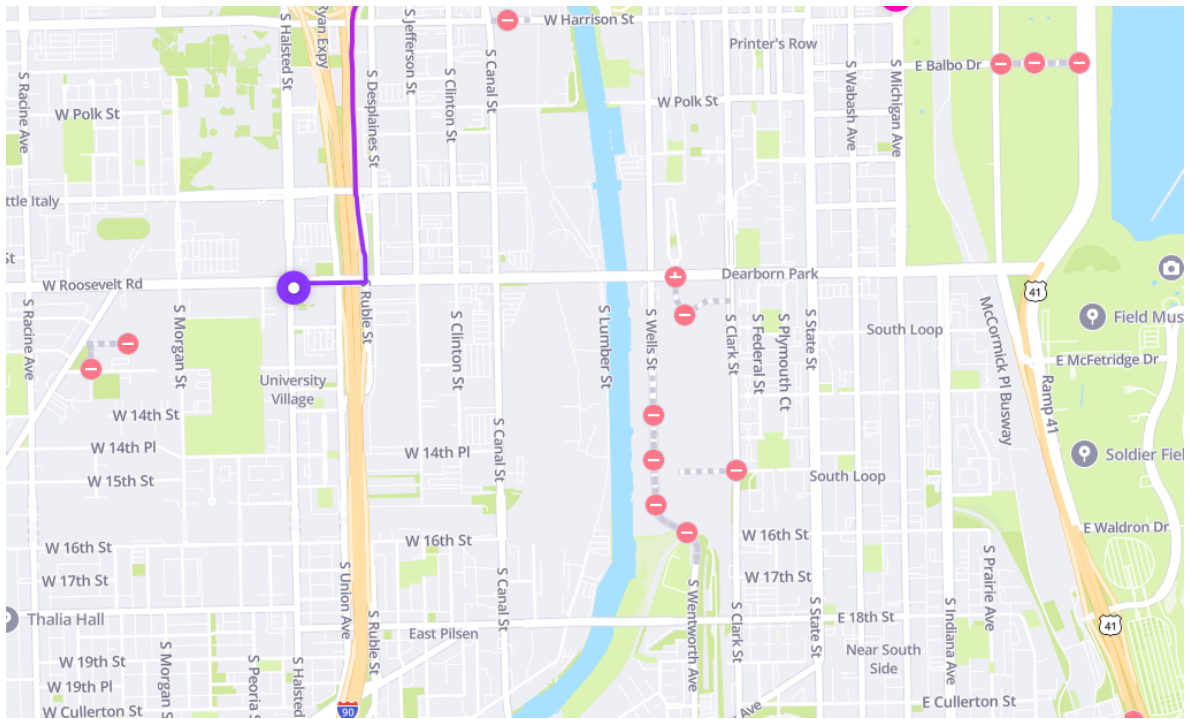 W Harrison St
S Halsted St
Ryan Expy
S Jefferson St
Printer's Row
S Racine Ave
S Desplaines St
S Clinton St
S Canal St
E Balbo Dr
S Wabash Ave
S Michigan Ave
W Polk St
W Polk St
ttle Italy
St
W Roosevelt Rd
Dearborn Park
41
Field Mus
S Racine Ave
S Morgan St
Ruble St
S Clinton St
S Lumber St
S Wells St
S Clark St
S Federal St
S Plymouth Ct
S State St
South Loop
McCormick Pl Busway
Ramp 41
E McFetridge Dr
University
Village
W 14th St
W 14th Pl
W 14th Pl
S Canal St
Soldier Fiel
W 15th St
South Loop
E Waldron Dr
W 16th St
W 16th St
W 16th St
W 17th St
W 17th St
S Union Ave
S Canal St
S Wentworth Ave
S Clark St
S State St
S Indiana Ave
S Prairie Ave
Thalia Hall
S Ruble St
East Pilsen
E 18th St
41
Near South
Side
W 19th St
W 19th Pl
S Morgan St
S Peoria St
S Halsted
W Cullerton St
90
Ave
E Cullerton St